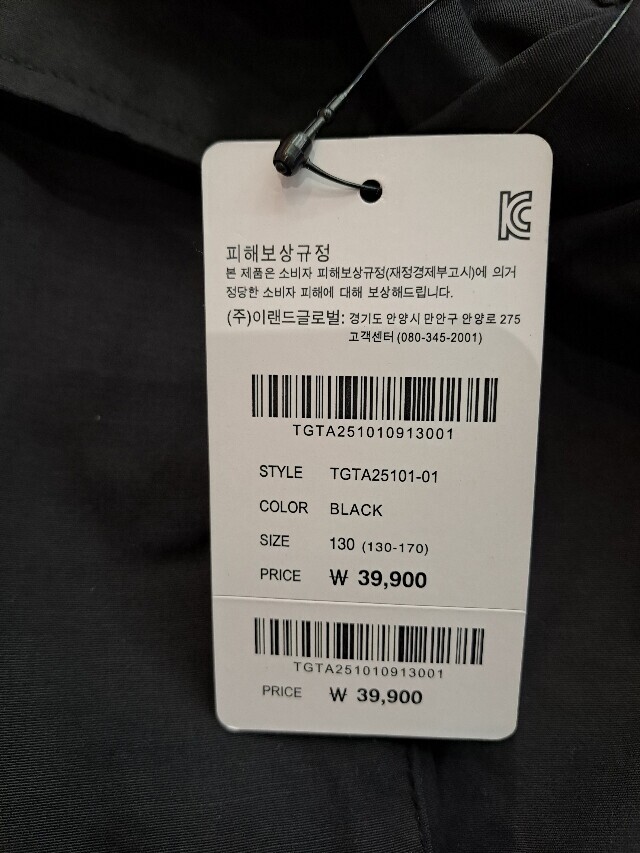 KC
피해보상규정
본 제품은 소비자 피해보상규정(재정경제부고시)에 의거
정당한 소비자 피해에 대해 보상해드립니다.
(주)이랜드글로벌: 경기도 안양시 만안구 안양로 275
고객센터 (080-345-2001)
TGTA251010913001
STYLE TGTA25101-01
COLOR BLACK
SIZE 130 (130-170)
PRICE ₩ 39,900
TGTA251010913001
PRICE ₩ 39,900